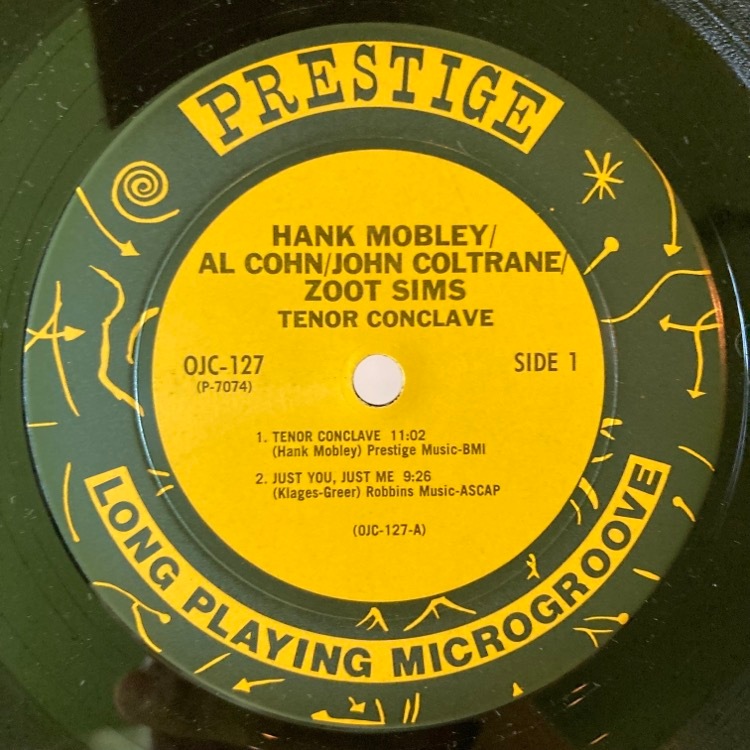 PRESTIGE
HANK MOBLEY/
AL COHN/JOHN COLTRANE/
ZOOT SIMS
TENOR CONCLAVE
OJC-127
(P-7074)
SIDE 1
1. TENOR CONCLAVE 11:02
(Hank Mobley) Prestige Music-BMI
2. JUST YOU, JUST ME 9:26
(Klages-Greer) Robbins Music-ASCAP
(OJC-127-A)
LONG PLAYING MICROGROOVE